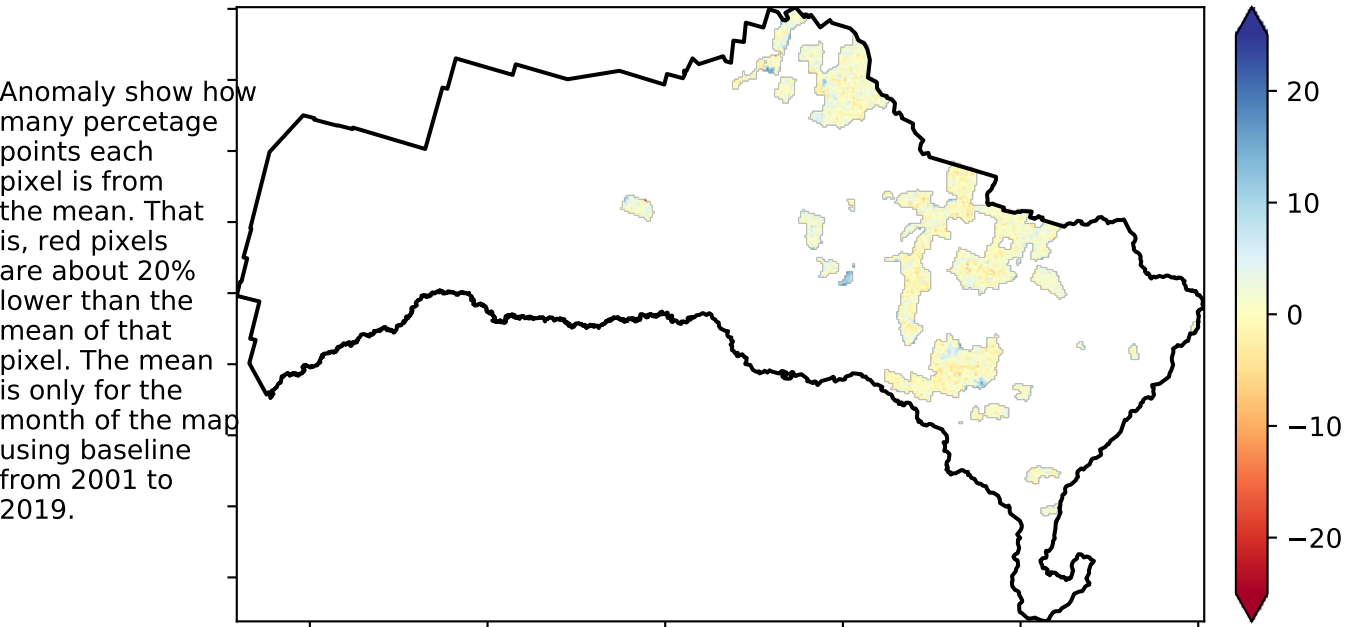 Anomaly show how
many percetage
points each
pixel is from
the mean. That
is, red pixels
are about 20%
lower than the
mean of that
pixel. The mean
is only for the
month of the map
using baseline
from 2001 to
2019.
20
10
0
−10
−20